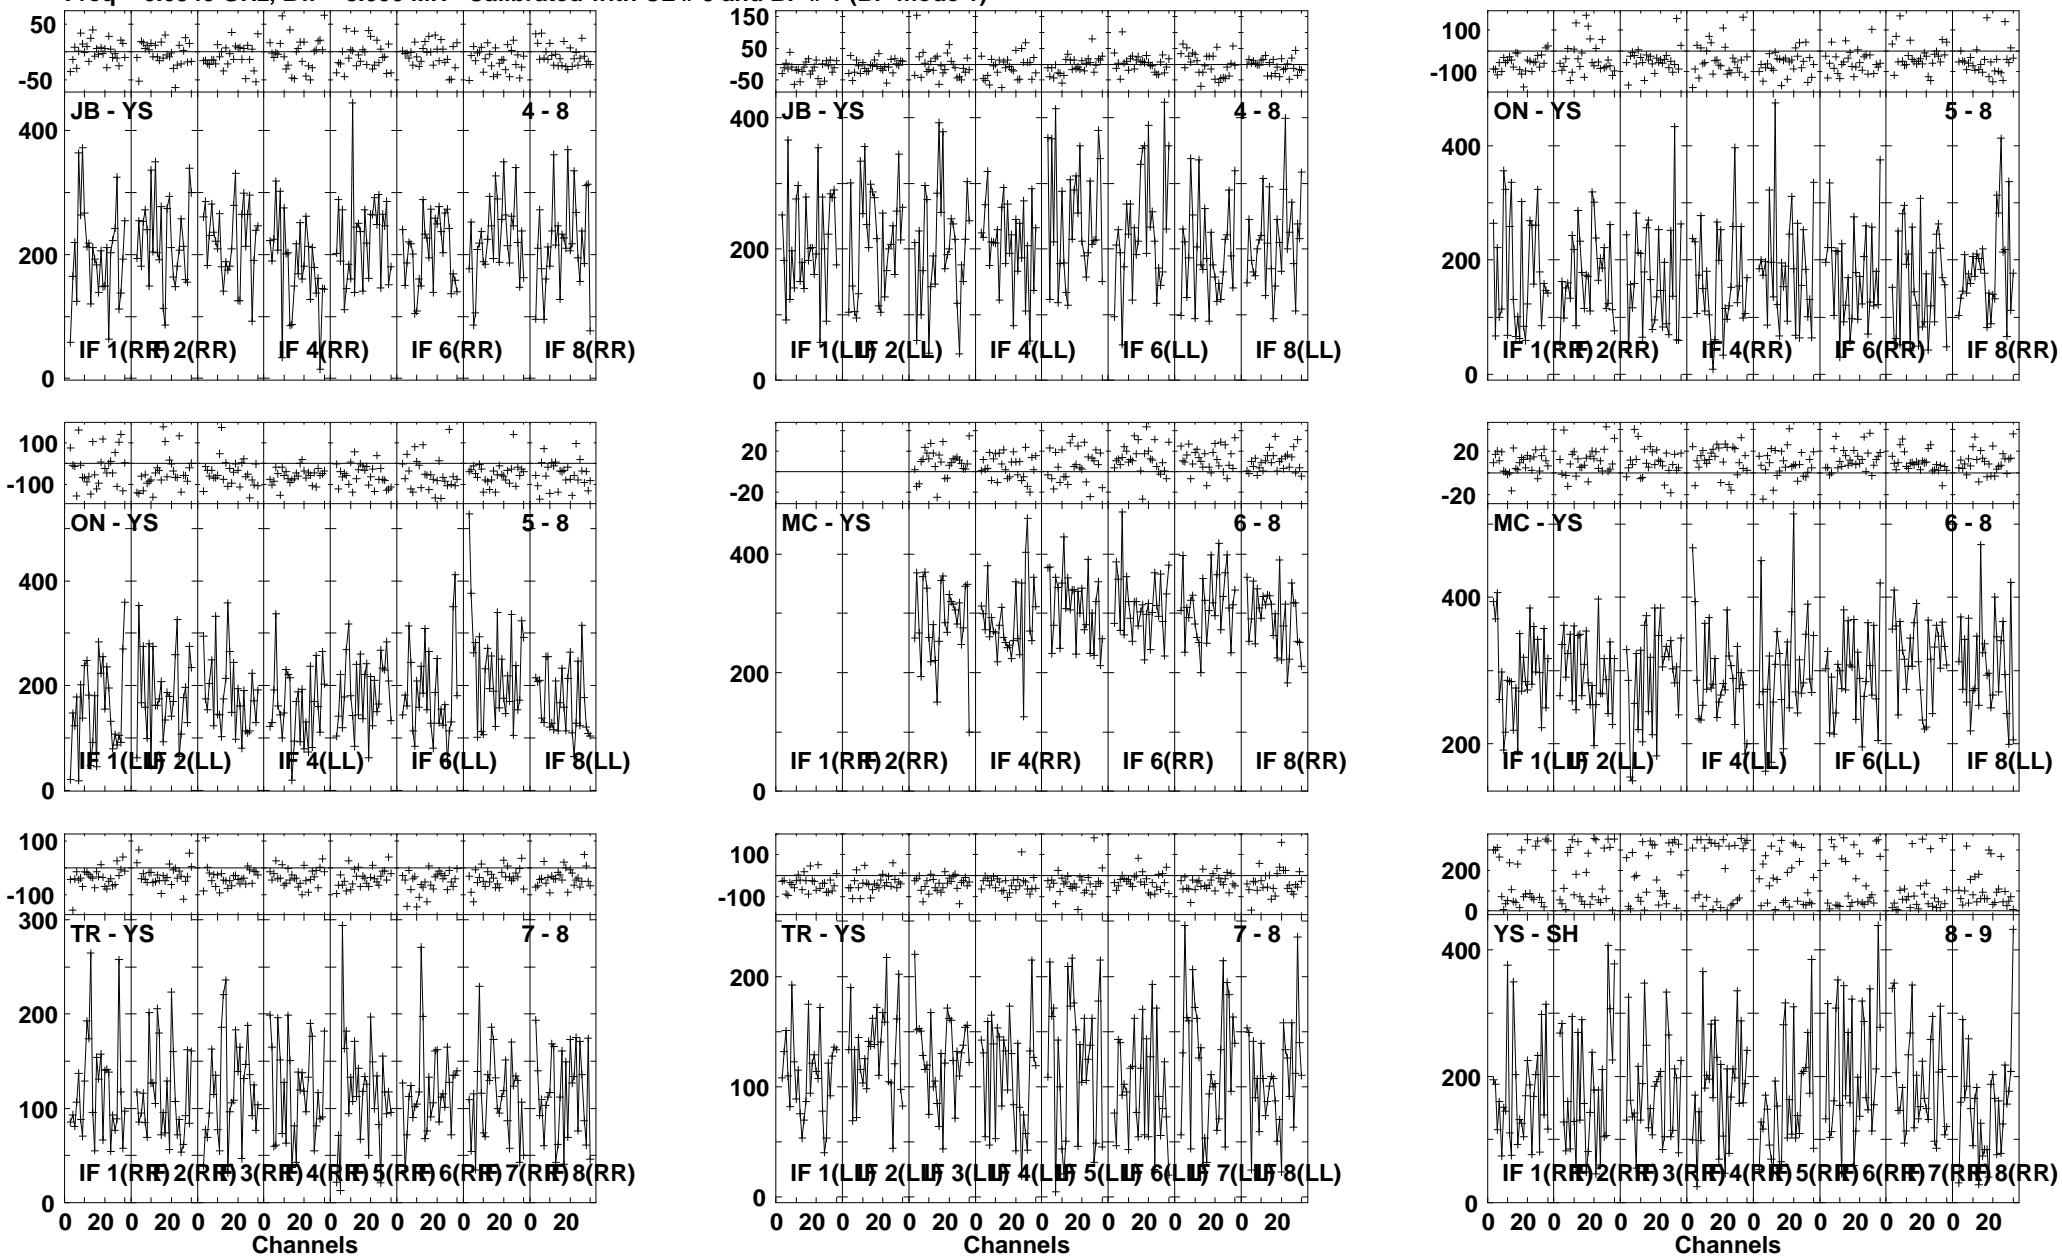 50
-50
JB - YS 4 - 8
400
200
0
IF 1(RR) IF 2(RR) IF 4(RR) IF 6(RR) IF 8(RR)
150
50
-50
JB - YS 4 - 8
400
200
0
IF 1(LL) IF 2(LL) IF 4(LL) IF 6(LL) IF 8(LL)
100
-100
ON - YS 5 - 8
400
200
0
IF 1(RR) IF 2(RR) IF 4(RR) IF 6(RR) IF 8(RR)
100
-100
ON - YS 5 - 8
400
200
0
IF 1(LL) IF 2(LL) IF 4(LL) IF 6(LL) IF 8(LL)
20
-20
MC - YS 6 - 8
400
200
0
IF 1(RR) IF 2(RR) IF 4(RR) IF 6(RR) IF 8(RR)
20
-20
MC - YS 6 - 8
400
200
IF 1(LL) IF 2(LL) IF 4(LL) IF 6(LL) IF 8(LL)
100
-100
TR - YS 7 - 8
300
200
100
0
IF 1(RR) IF 2(RR) IF 3(RR) IF 4(RR) IF 5(RR) IF 6(RR) IF 7(RR) IF 8(RR)
0 20 0 20 0 20 0 20 0 20 0 20 0 20 0 20
Channels
100
-100
TR - YS 7 - 8
200
100
0
IF 1(LL) IF 2(LL) IF 3(LL) IF 4(LL) IF 5(LL) IF 6(LL) IF 7(LL) IF 8(LL)
0 20 0 20 0 20 0 20 0 20 0 20 0 20 0 20
Channels
200
0
YS - SH 8 - 9
400
200
0
IF 1(RR) IF 2(RR) IF 3(RR) IF 4(RR) IF 5(RR) IF 6(RR) IF 7(RR) IF 8(RR)
0 20 0 20 0 20 0 20 0 20 0 20 0 20 0 20
Channels